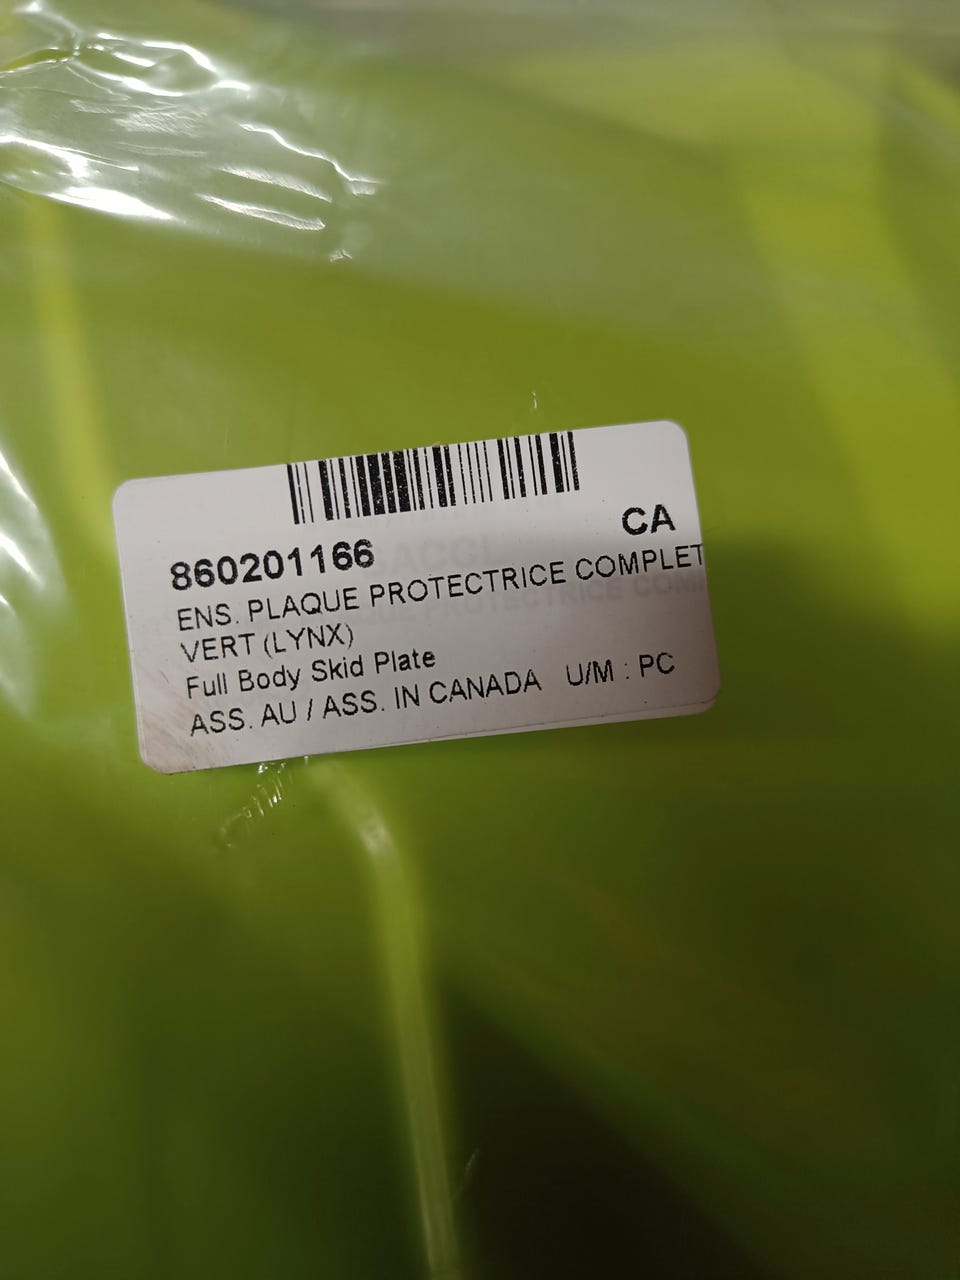 CA
860201166
ENS. PLAQUE PROTECTRICE COMPLET
VERT (LYNX)
Full Body Skid Plate
ASS. AU / ASS. IN CANADA U/M : PC